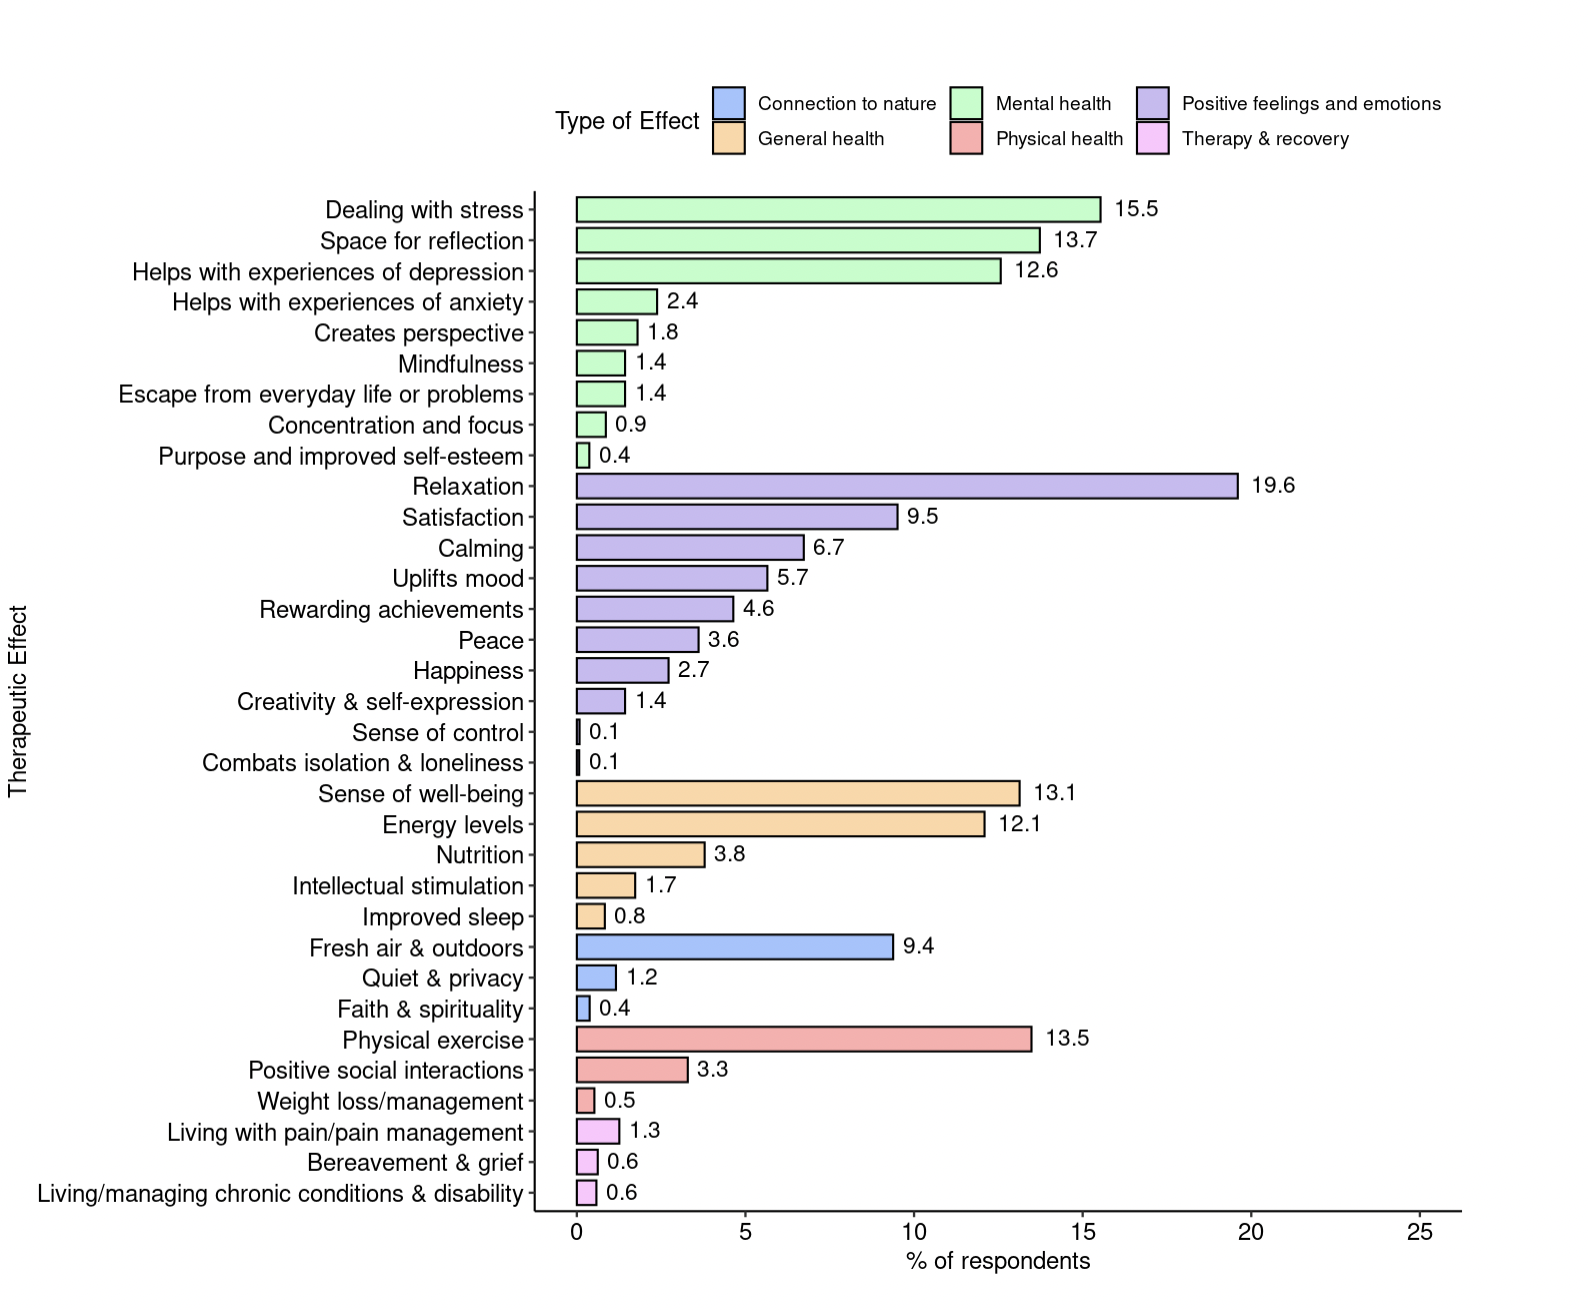 Type of Effect
Connection to nature
Mental health
Positive feelings and emotions
General health
Physical health
Therapy & recovery
Therapeutic Effect
Dealing with stress 15.5
Space for reflection 13.7
Helps with experiences of depression 12.6
Helps with experiences of anxiety 2.4
Creates perspective 1.8
Mindfulness 1.4
Escape from everyday life or problems 1.4
Concentration and focus 0.9
Purpose and improved self-esteem 0.4
Relaxation 19.6
Satisfaction 9.5
Calming 6.7
Uplifts mood 5.7
Rewarding achievements 4.6
Peace 3.6
Happiness 2.7
Creativity & self-expression 1.4
Sense of control 0.1
Combats isolation & loneliness 0.1
Sense of well-being 13.1
Energy levels 12.1
Nutrition 3.8
Intellectual stimulation 1.7
Improved sleep 0.8
Fresh air & outdoors 9.4
Quiet & privacy 1.2
Faith & spirituality 0.4
Physical exercise 13.5
Positive social interactions 3.3
Weight loss/management 0.5
Living with pain/pain management 1.3
Bereavement & grief 0.6
Living/managing chronic conditions & disability 0.6
0 5 10 15 20 25
% of respondents